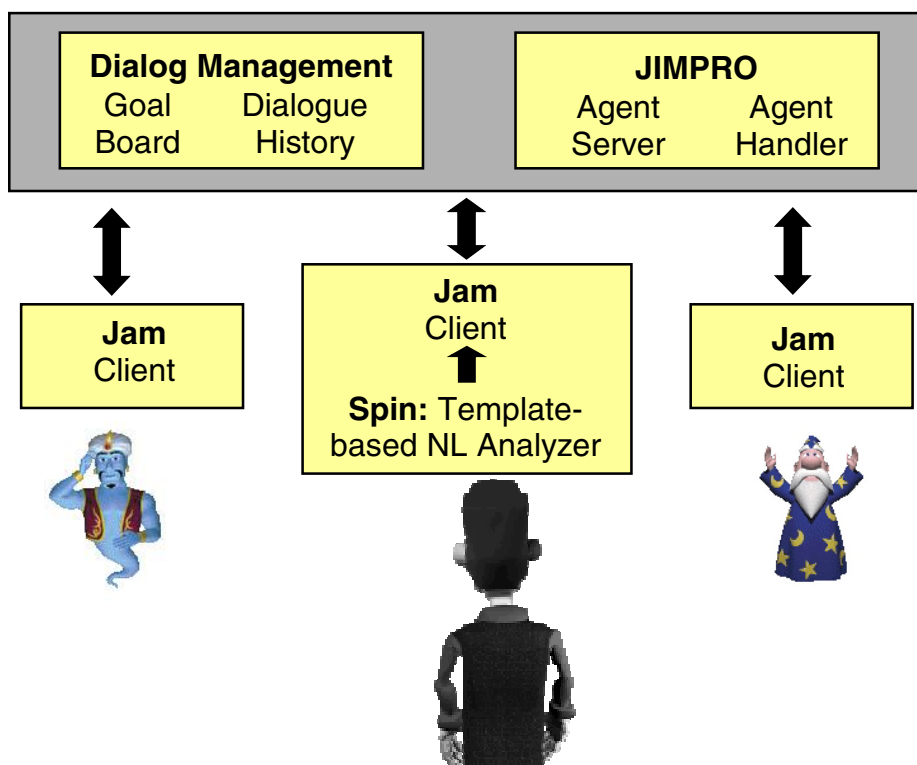 Dialog Management
Goal Dialogue
Board History
JIMPRO
Agent Agent
Server Handler
Jam
Client
Jam
Client
Spin: Template-
based NL Analyzer
Jam
Client